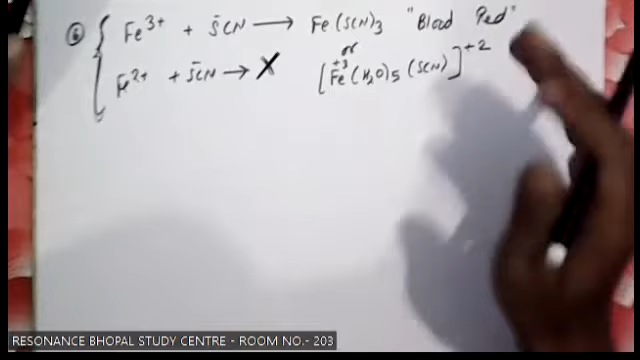 ⑥ Fe³⁺ + S̄CN ⟶ Fe(SCN)₃ "Blood Red"
or
Fe²⁺ + S̄CN → X [Fe⁺³(H₂O)₅(SCN)]⁺²
RESONANCE BHOPAL STUDY CENTRE - ROOM NO.- 203